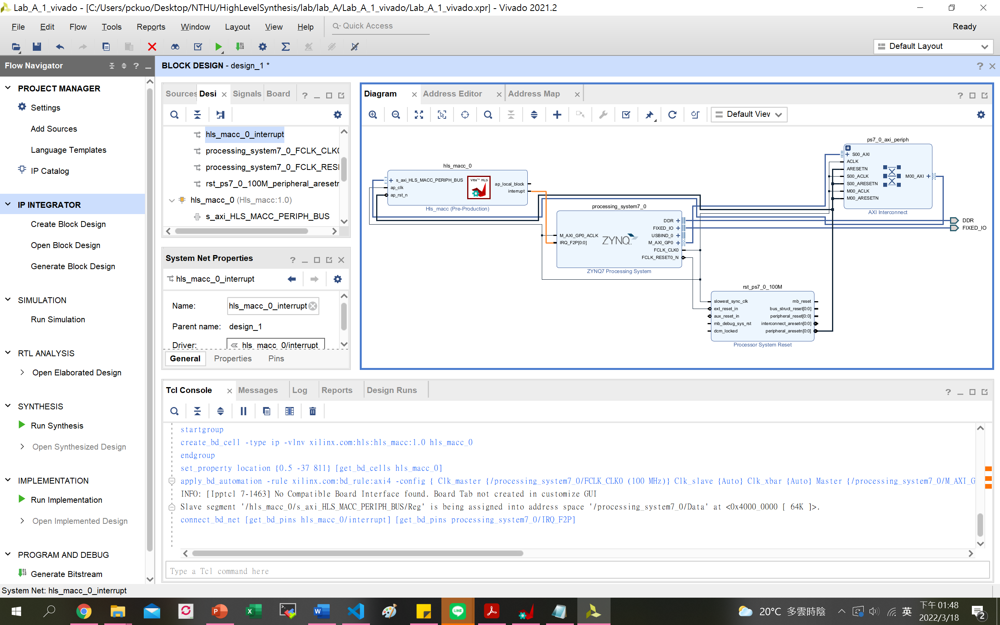 Lab_A_1_vivado - [C:/Users/pckuo/Desktop/NTHU/HighLevelSynthesis/lab/lab_A/Lab_A_1_vivado/Lab_A_1_vivado.xpr] - Vivado 2021.2
File Edit Flow Tools Reports Window Layout View Help Quick Access Ready
Default Layout
Flow Navigator
BLOCK DESIGN - design_1 *
PROJECT MANAGER
Settings
Add Sources
Language Templates
IP Catalog
IP INTEGRATOR
Create Block Design
Open Block Design
Generate Block Design
SIMULATION
Run Simulation
RTL ANALYSIS
Open Elaborated Design
SYNTHESIS
Run Synthesis
Open Synthesized Design
IMPLEMENTATION
Run Implementation
Open Implemented Design
PROGRAM AND DEBUG
Generate Bitstream
Sources Desi Signals Board
hls_macc_0_interrupt
processing_system7_0_FCLK_CLK0
processing_system7_0_FCLK_RESI
rst_ps7_0_100M_peripheral_aresetr
hls_macc_0 (Hls_macc:1.0)
s_axi_HLS_MACC_PERIPH_BUS
System Net Properties
hls_macc_0_interrupt
Name: hls_macc_0_interrupt
Parent name: design_1
Driver: hls_macc_0/interrupt
General Properties Pins
Diagram Address Editor Address Map
Default View
hls_macc_0
s_axi_HLS_MACC_PERIPH_BUS
ap_clk
ap_rst_n
Vitis™ HLS
ap_local_block
interrupt
Hls_macc (Pre-Production)
processing_system7_0
M_AXI_GP0_ACLK
IRQ_F2P[0:0]
ZYNQ.
DDR
FIXED_IO
USBIND_0
M_AXI_GP0
FCLK_CLK0
FCLK_RESET0_N
ZYNQ7 Processing System
ps7_0_axi_periph
S00_AXI
ACLK
ARESETN
S00_ACLK
S00_ARESETN
M00_ACLK
M00_ARESETN
M00_AXI
AXI Interconnect
DDR
FIXED_IO
rst_ps7_0_100M
slowest_sync_clk
ext_reset_in
aux_reset_in
mb_debug_sys_rst
dcm_locked
mb_reset
bus_struct_reset[0:0]
peripheral_reset[0:0]
interconnect_aresetn[0:0]
peripheral_aresetn[0:0]
Processor System Reset
Tcl Console Messages Log Reports Design Runs
startgroup
create_bd_cell -type ip -vlnv xilinx.com:hls:hls_macc:1.0 hls_macc_0
endgroup
set_property location {0.5 -37 811} [get_bd_cells hls_macc_0]
apply_bd_automation -rule xilinx.com:bd_rule:axi4 -config { Clk_master {/processing_system7_0/FCLK_CLK0 (100 MHz)} Clk_slave {Auto} Clk_xbar {Auto} Master {/processing_system7_0/M_AXI_G
INFO: [Ipptcl 7-1463] No Compatible Board Interface found. Board Tab not created in customize GUI
Slave segment '/hls_macc_0/s_axi_HLS_MACC_PERIPH_BUS/Reg' is being assigned into address space '/processing_system7_0/Data' at <0x4000_0000 [ 64K ]>.
connect_bd_net [get_bd_pins hls_macc_0/interrupt] [get_bd_pins processing_system7_0/IRQ_F2P]
Type a Tcl command here
System Net: hls_macc_0_interrupt
20°C 多雲時陰 英 下午 01:48
2022/3/18 2